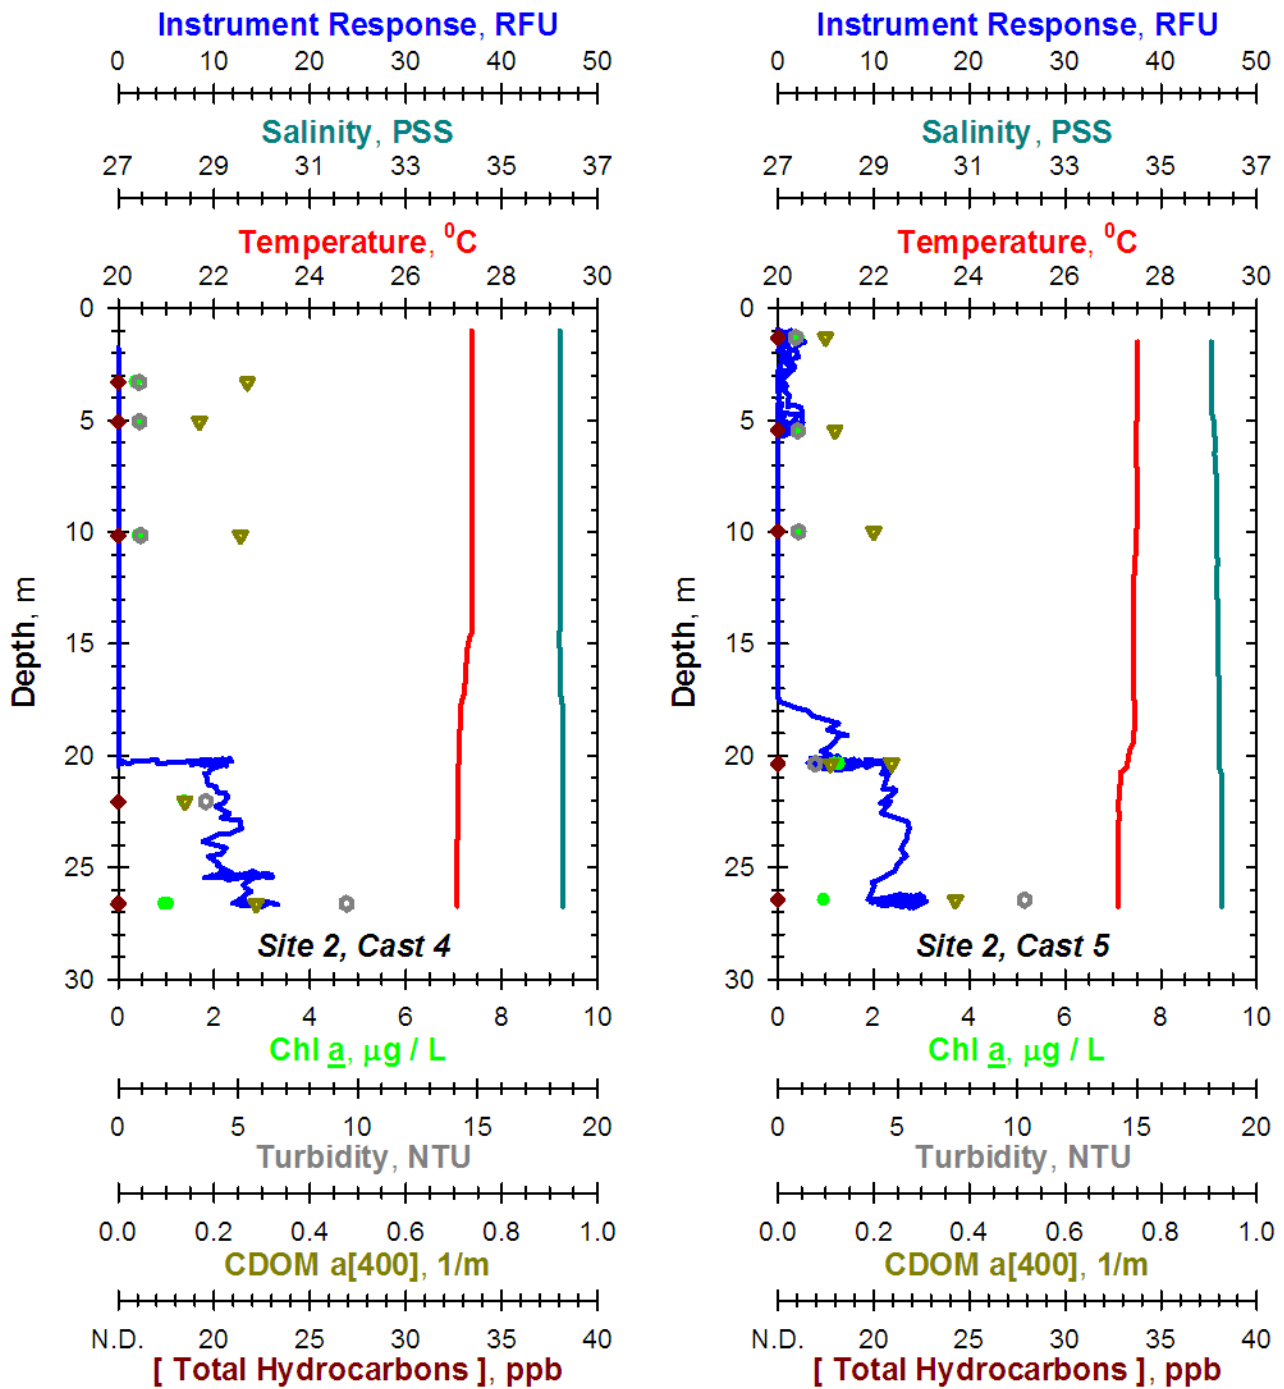 Instrument Response, RFU
0 10 20 30 40 50
Salinity, PSS
27 29 31 33 35 37
Temperature, ⁰C
20 22 24 26 28 30
0
5
10
15
20
25
30
Depth, m
Site 2, Cast 4
0 2 4 6 8 10
Chl a, µg / L
0 5 10 15 20
Turbidity, NTU
0.0 0.2 0.4 0.6 0.8 1.0
CDOM a[400], 1/m
N.D. 20 25 30 35 40
[ Total Hydrocarbons ], ppb
Instrument Response, RFU
0 10 20 30 40 50
Salinity, PSS
27 29 31 33 35 37
Temperature, ⁰C
20 22 24 26 28 30
0
5
10
15
20
25
30
Depth, m
Site 2, Cast 5
0 2 4 6 8 10
Chl a, µg / L
0 5 10 15 20
Turbidity, NTU
0.0 0.2 0.4 0.6 0.8 1.0
CDOM a[400], 1/m
N.D. 20 25 30 35 40
[ Total Hydrocarbons ], ppb